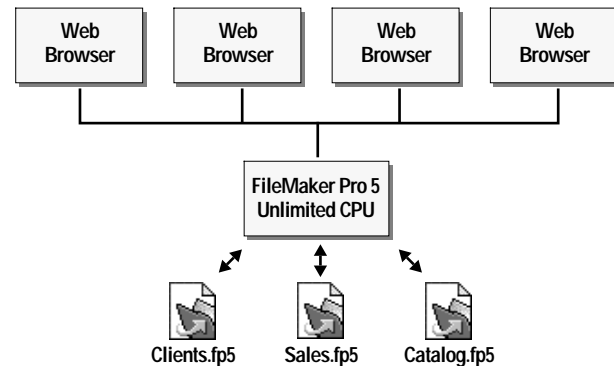 Web
Browser
Web
Browser
Web
Browser
Web
Browser
FileMaker Pro 5
Unlimited CPU
Clients.fp5
Sales.fp5
Catalog.fp5